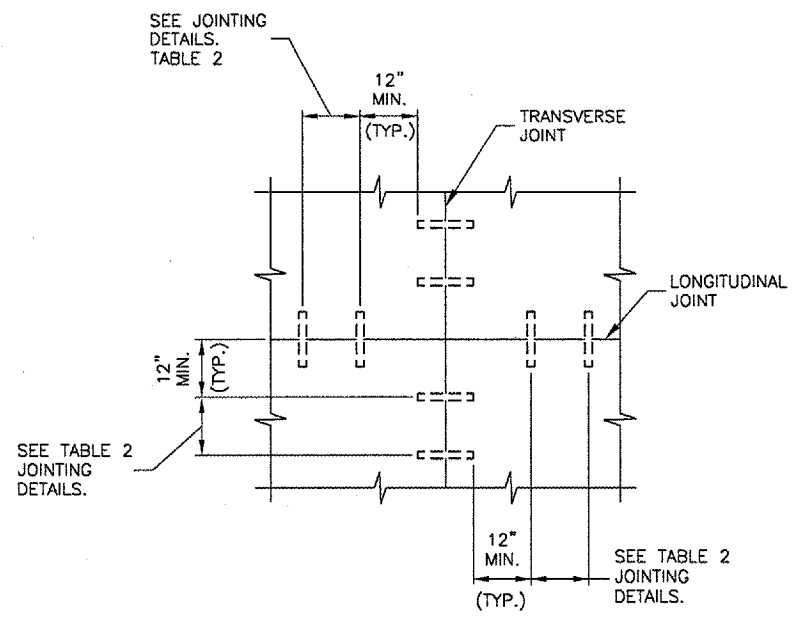 SEE JOINTING
DETAILS.
TABLE 2
12"
MIN.
(TYP.)
TRANSVERSE
JOINT
LONGITUDINAL
JOINT
12"
MIN.
(TYP.)
SEE TABLE 2
JOINTING
DETAILS.
12"
MIN.
(TYP.)
SEE TABLE 2
JOINTING
DETAILS.